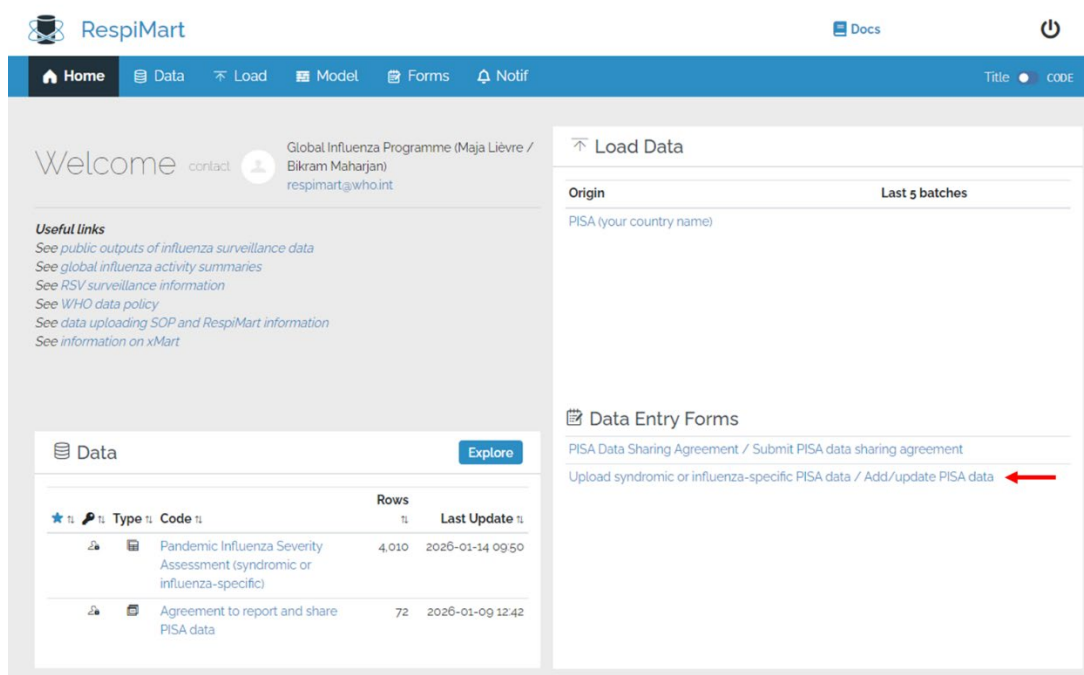 RespiMart
Docs
Home
Data
Load
Model
Forms
Notif
Title
CODE
Welcome
contact
Global Influenza Programme (Maja Lièvre /
Bikram Maharjan)
respimart@who.int
Useful links
See public outputs of influenza surveillance data
See global influenza activity summaries
See RSV surveillance information
See WHO data policy
See data uploading SOP and RespiMart information
See information on xMart
Load Data
Origin Last 5 batches
PISA (your country name)
Data Entry Forms
PISA Data Sharing Agreement / Submit PISA data sharing agreement
Upload syndromic or influenza-specific PISA data / Add/update PISA data
Data
Explore
Type Code Rows Last Update
Pandemic Influenza Severity 4,010 2026-01-14 09:50
Assessment (syndromic or
influenza-specific)
Agreement to report and share 72 2026-01-09 12:42
PISA data